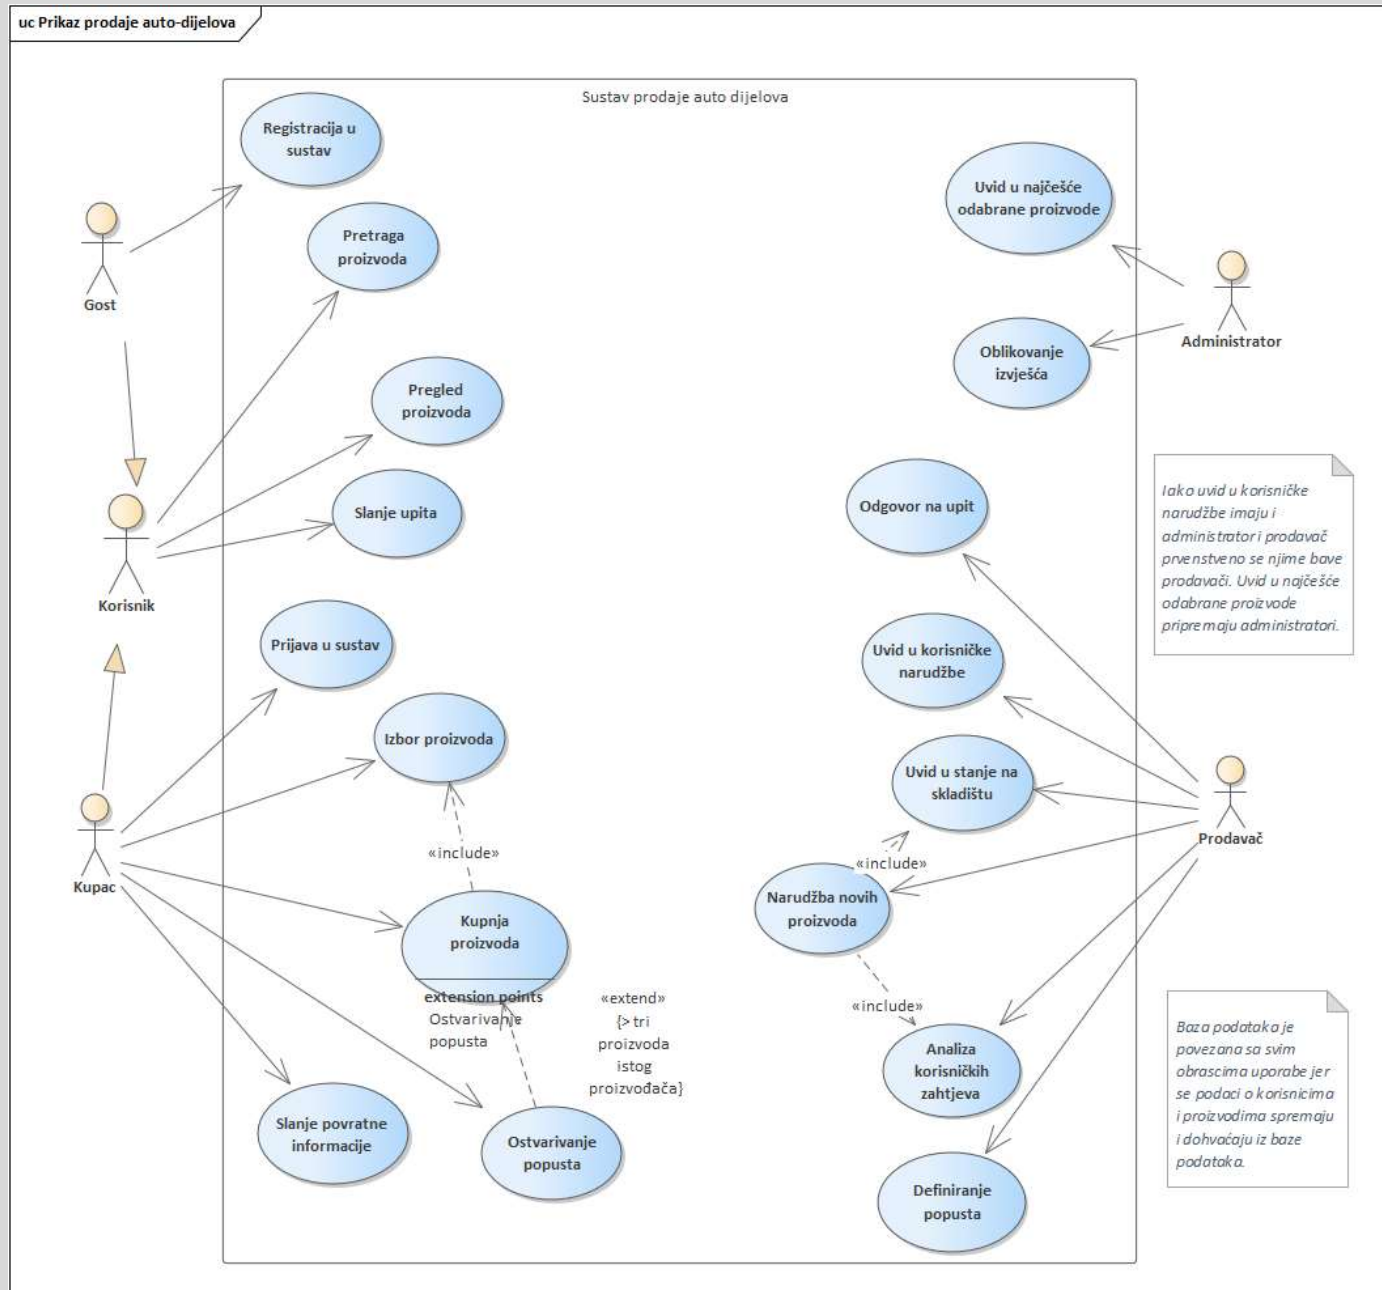 uc Prikaz prodaje auto-dijelova
Sustav prodaje auto dijelova
Registracija u
sustav
Pretraga
proizvoda
Gost
Pregled
proizvoda
Slanje upita
Korisnik
Prijava u sustav
Izbor proizvoda
«include»
Kupac
Kupnja
proizvoda
extension points
Ostvarivanje
popusta
«extend»
{> tri
proizvoda
istog
proizvođača}
Slanje povratne
informacije
Ostvarivanje
popusta
Uvid u najčešće
odabrane proizvode
Administrator
Oblikovanje
izvješća
Iako uvid u korisničke
narudžbe imaju i
administrator i prodavač
prvenstveno se njime bave
prodavači. Uvid u najčešće
odabrane proizvode
pripremaju administratori.
Odgovor na upit
Uvid u korisničke
narudžbe
Uvid u stanje na
skladištu
Prodavač
«include»
Narudžba novih
proizvoda
«include»
Analiza
korisničkih
zahtjeva
Definiranje
popusta
Baza podataka je
povezana sa svim
obrascima uporabe jer
se podaci o korisnicima
i proizvodima spremaju
i dohvaćaju iz baze
podataka.